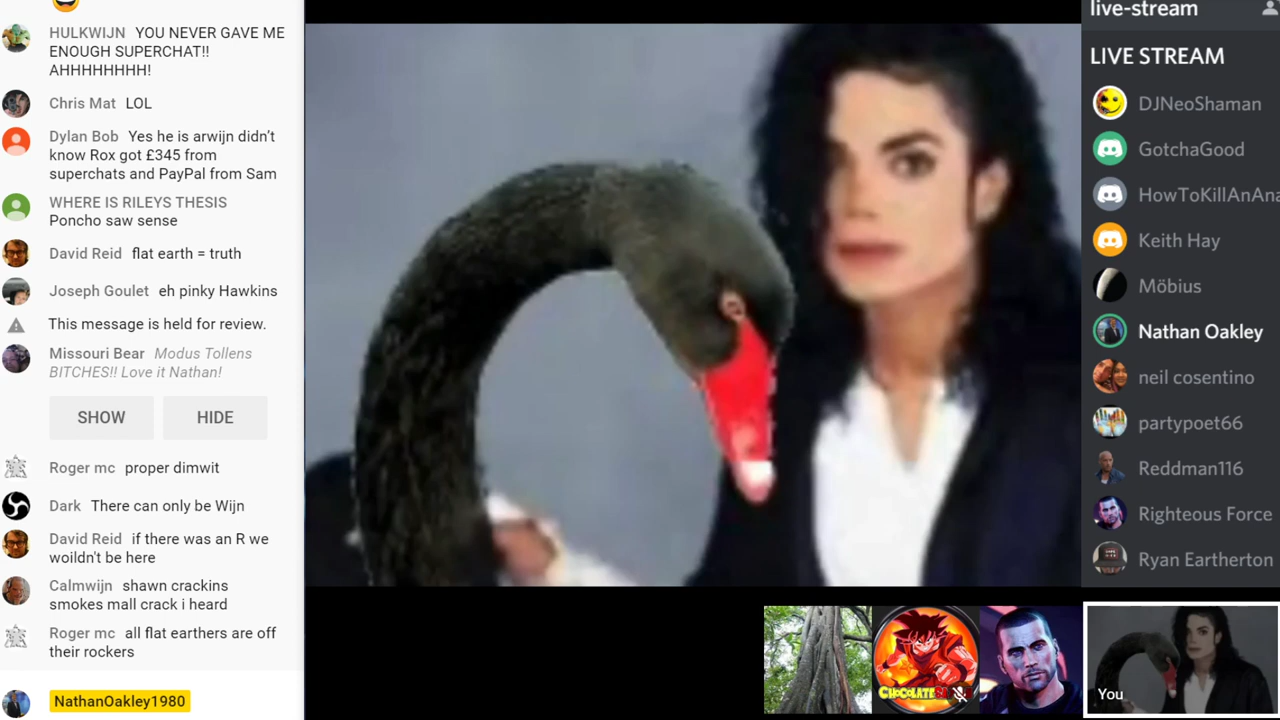 HULKWIJN YOU NEVER GAVE ME
ENOUGH SUPERCHAT!!
AHHHHHHHH!
Chris Mat LOL
Dylan Bob Yes he is arwijn didn't
know Rox got £345 from
superchats and PayPal from Sam
WHERE IS RILEYS THESIS
Poncho saw sense
David Reid flat earth = truth
Joseph Goulet eh pinky Hawkins
This message is held for review.
Missouri Bear Modus Tollens
BITCHES!! Love it Nathan!
SHOW HIDE
Roger mc proper dimwit
Dark There can only be Wijn
David Reid if there was an R we
woildn't be here
Calmwijn shawn crackins
smokes mall crack i heard
Roger mc all flat earthers are off
their rockers
NathanOakley1980
live-stream
LIVE STREAM
DJNeoShaman
GotchaGood
HowToKillAnAna
Keith Hay
Möbius
Nathan Oakley
neil cosentino
partypoet66
Reddman116
Righteous Force
Ryan Eartherton
You